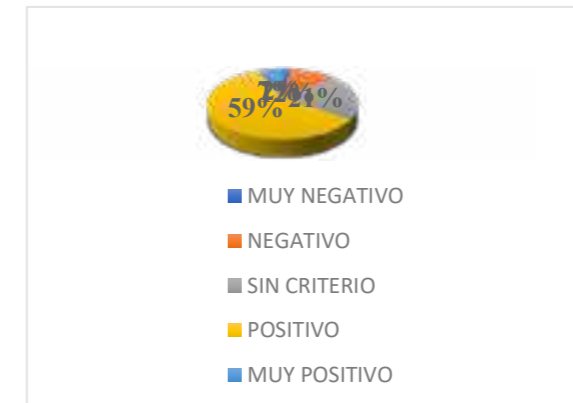 59% 21%
MUY NEGATIVO
NEGATIVO
SIN CRITERIO
POSITIVO
MUY POSITIVO